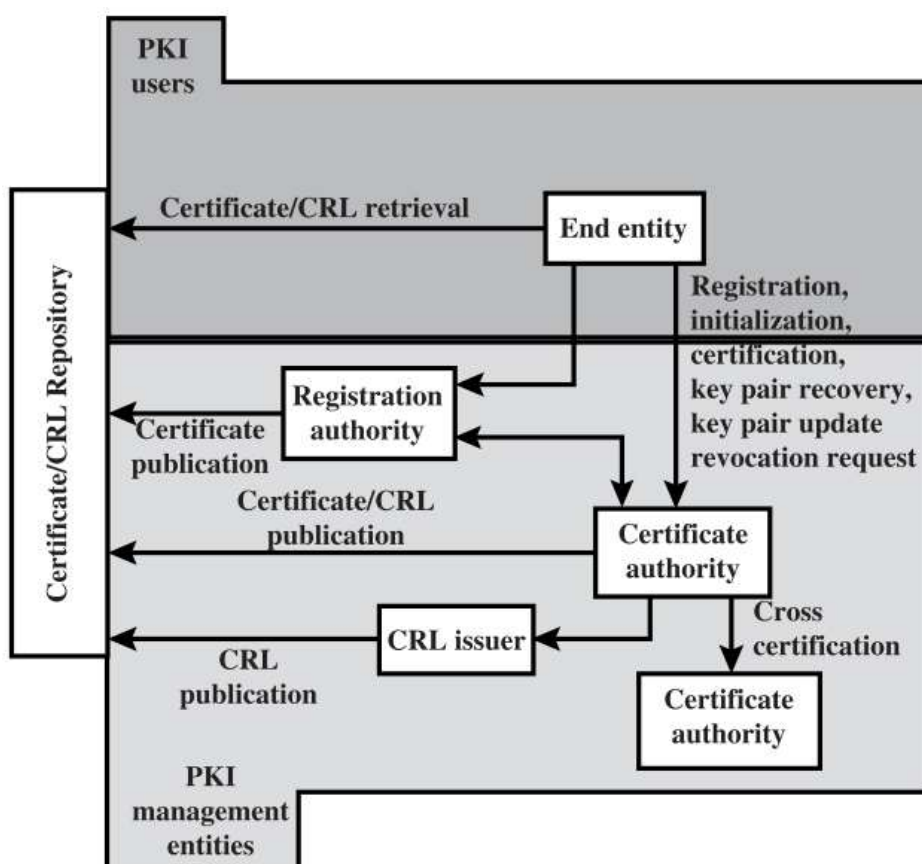 PKI
users
Certificate/CRL retrieval
End entity
Certificate/CRL Repository
Registration,
initialization,
certification,
key pair recovery,
key pair update
revocation request
Registration
authority
Certificate
publication
Certificate/CRL
publication
Certificate
authority
Cross
certification
CRL issuer
CRL
publication
Certificate
authority
PKI
management
entities